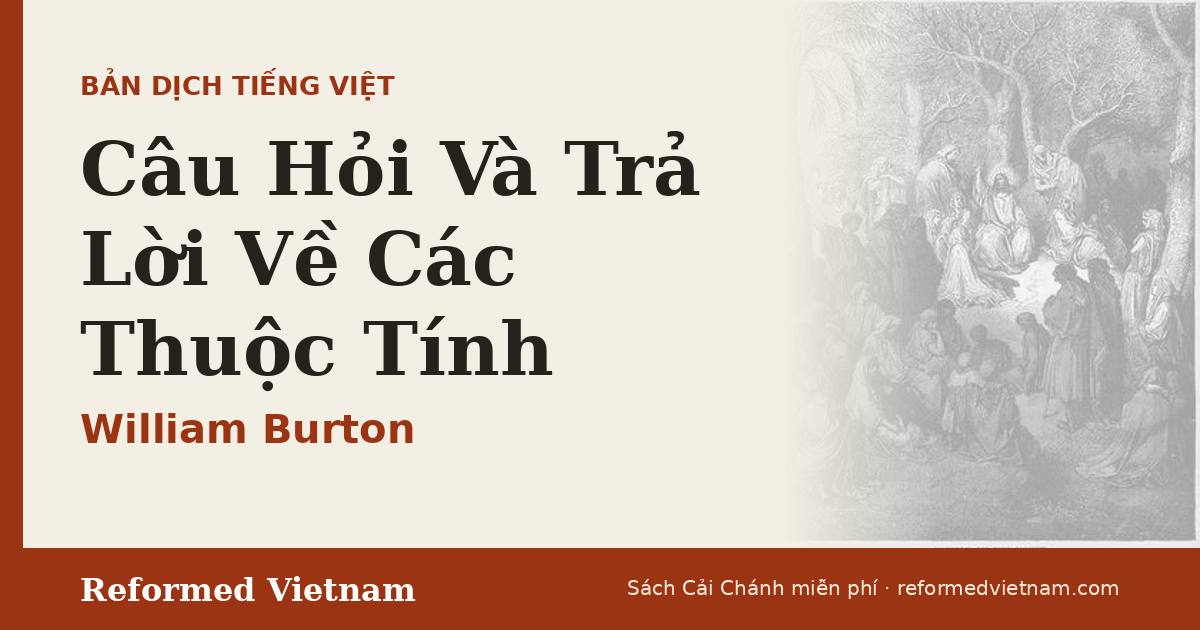 BẢN DỊCH TIẾNG VIỆT
Câu Hỏi Và Trả
Lời Về Các
Thuộc Tính
William Burton
Reformed Vietnam
Sách Cải Chánh miễn phí · reformedvietnam.com